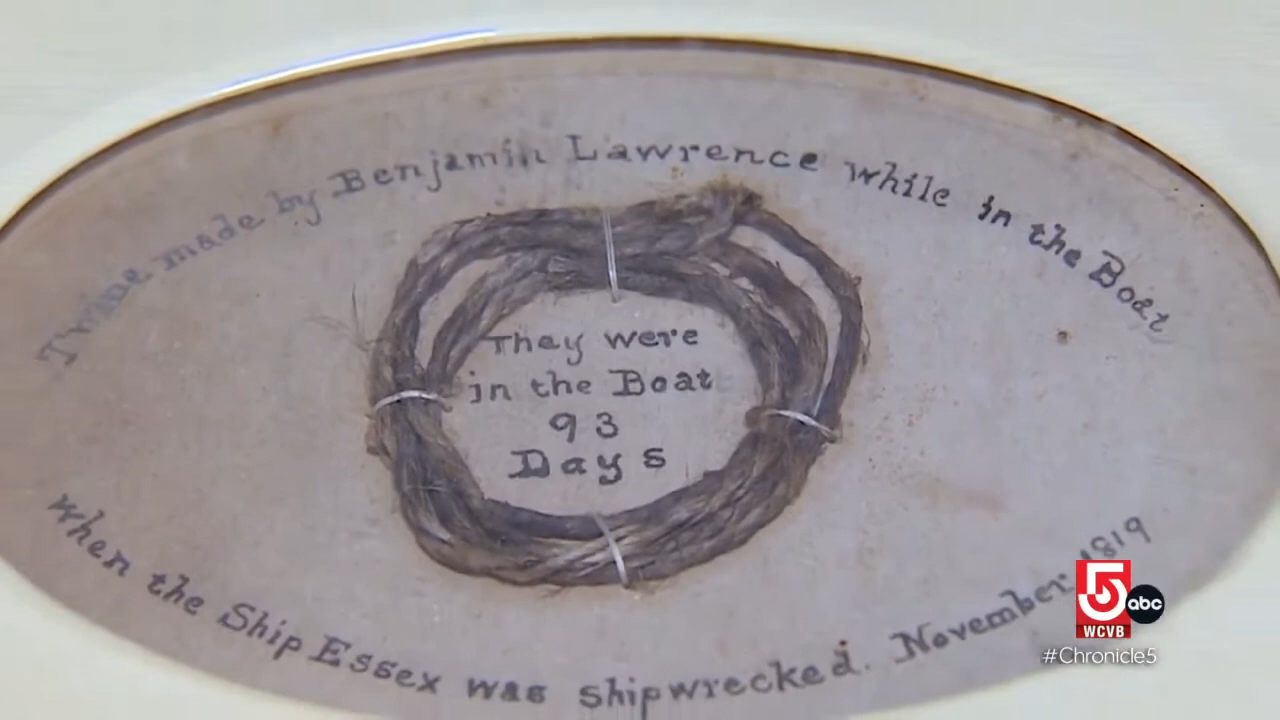 Twine made by Benjamin Lawrence while in the Boat
They were
in the Boat
93
Days
when the Ship Essex was shipwrecked. November 1819
5
abc
WCVB
#Chronicle5